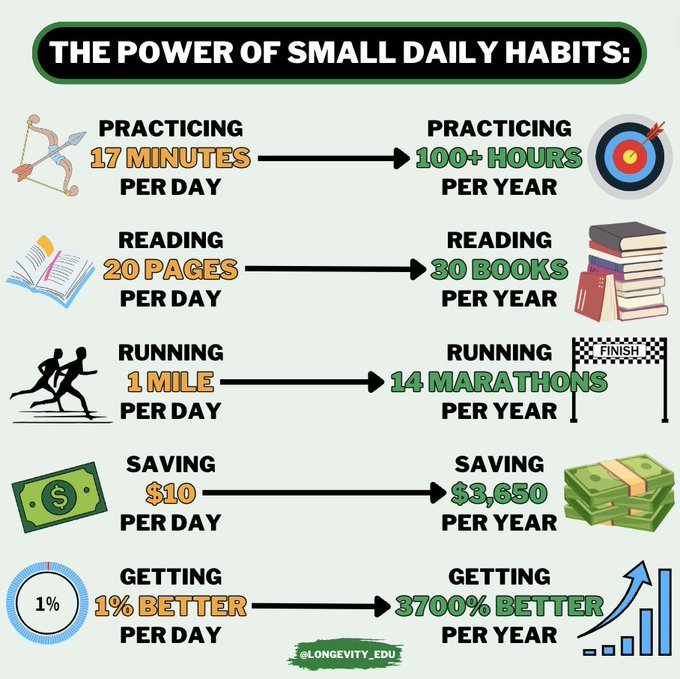 THE POWER OF SMALL DAILY HABITS:
PRACTICING
17 MINUTES
PER DAY
PRACTICING
100+ HOURS
PER YEAR
READING
20 PAGES
PER DAY
READING
30 BOOKS
PER YEAR
RUNNING
1 MILE
PER DAY
RUNNING
14 MARATHONS
PER YEAR
FINISH
SAVING
$10
PER DAY
$
SAVING
$3,650
PER YEAR
1%
GETTING
1% BETTER
PER DAY
GETTING
3700% BETTER
PER YEAR
@LONGEVITY_EDU